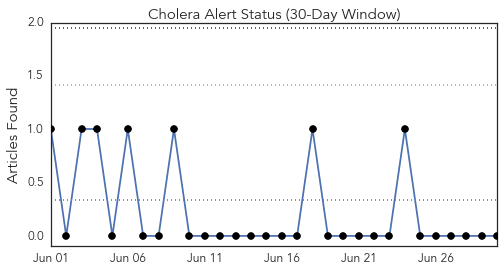 Cholera Alert Status (30-Day Window)
2.0
1.5
1.0
0.5
0.0
Articles Found
Jun 01 Jun 06 Jun 11 Jun 16 Jun 21 Jun 26